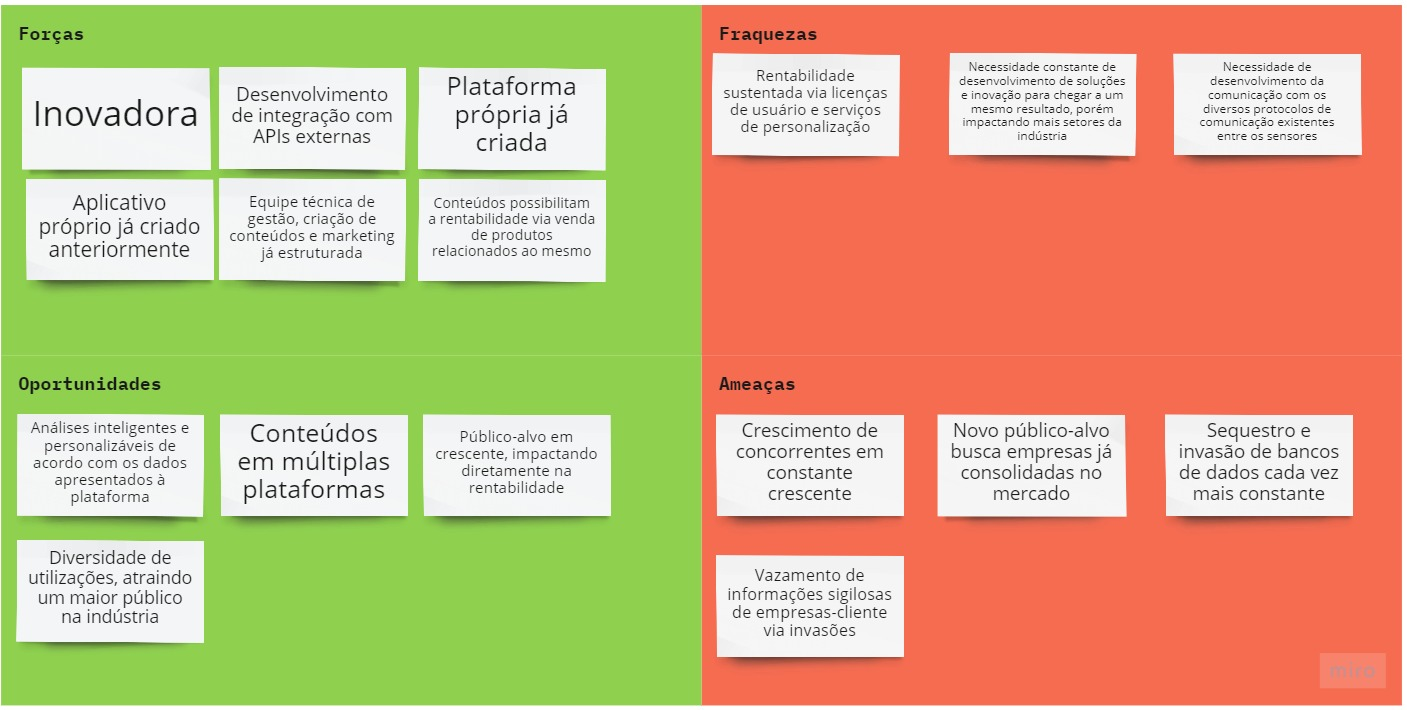 Forças
Inovadora
Desenvolvimento
de integração com
APIs externas
Plataforma
própria já
criada
Aplicativo
próprio já criado
anteriormente
Equipe técnica de
gestão, criação de
conteúdos e marketing
já estruturada
Conteúdos possibilitam
a rentabilidade via venda
de produtos
relacionados ao mesmo
Fraquezas
Rentabilidade
sustentada via licenças
de usuário e serviços
de personalização
Necessidade constante de
desenvolvimento de soluções
e inovação para chegar a um
mesmo resultado, porém
impactando mais setores da
indústria
Necessidade de
desenvolvimento da
comunicação com os
diversos protocolos de
comunicação existentes
entre os sensores
Oportunidades
Análises inteligentes e
personalizáveis de
acordo com os dados
apresentados à
plataforma
Conteúdos
em múltiplas
plataformas
Público-alvo em
crescente, impactando
diretamente na
rentabilidade
Diversidade de
utilizações, atraindo
um maior público
na indústria
Ameaças
Crescimento de
concorrentes em
constante
crescente
Novo público-alvo
busca empresas já
consolidadas no
mercado
Sequestro e
invasão de bancos
de dados cada vez
mais constante
Vazamento de
informações sigilosas
de empresas-cliente
via invasões
miro